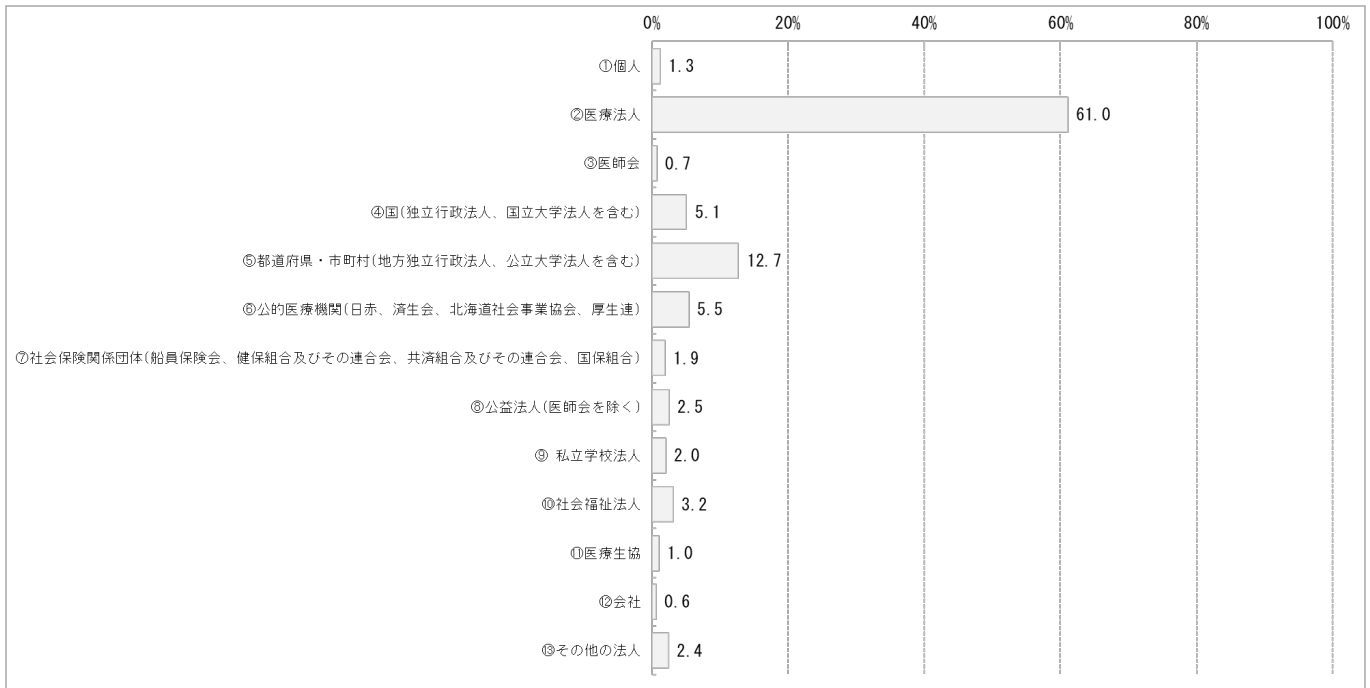 0% 20% 40% 60% 80% 100%
①個人 1.3
②医療法人 61.0
③医師会 0.7
④国(独立行政法人、国立大学法人を含む) 5.1
⑤都道府県・市町村(地方独立行政法人、公立大学法人を含む) 12.7
⑥公的医療機関(日赤、済生会、北海道社会事業協会、厚生連) 5.5
⑦社会保険関係団体(船員保険会、健保組合及びその連合会、共済組合及びその連合会、国保組合) 1.9
⑧公益法人(医師会を除く) 2.5
⑨ 私立学校法人 2.0
⑩社会福祉法人 3.2
⑪医療生協 1.0
⑫会社 0.6
⑬その他の法人 2.4